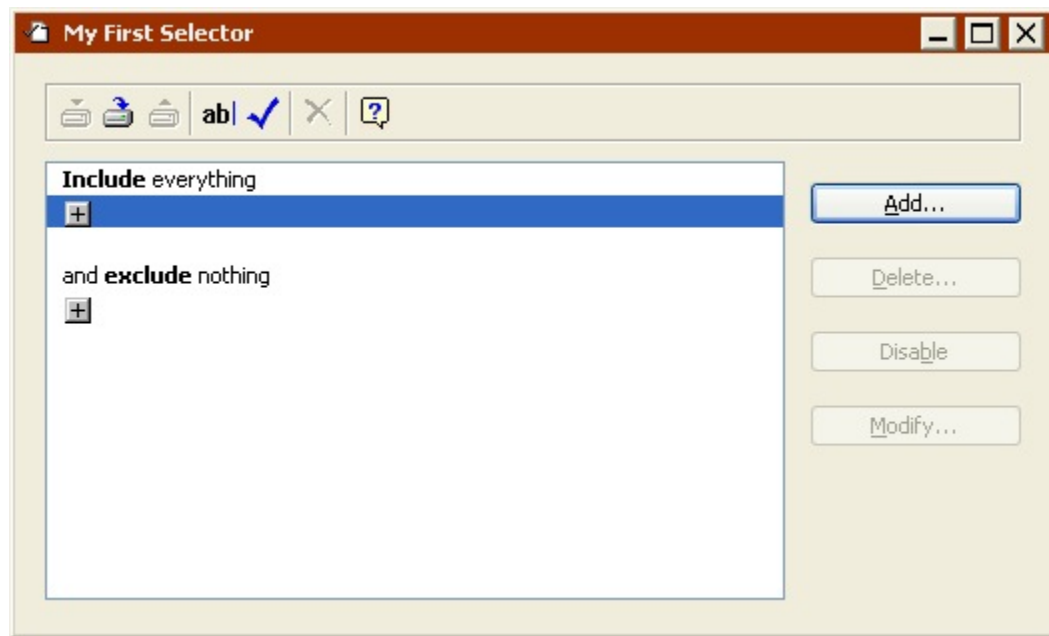 My First Selector
ab|
Include everything
Add...
Delete...
and exclude nothing
Disable
Modify...